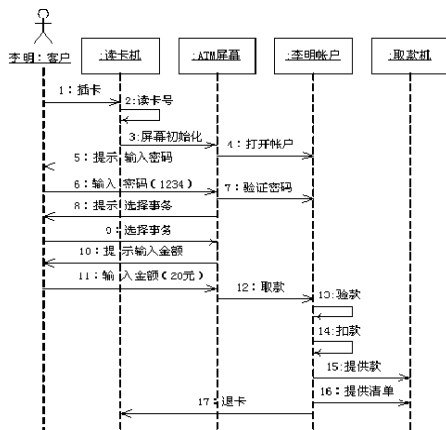 李明：客户
:读卡机
:ATM屏幕
:李明帐户
:取款机
1：插卡
2:读卡号
3:屏幕初始化
4：打开帐户
5：提示 输入密码
6：输入 密码(1234)
7：验证密码
8：提示 选择事务
9：选择事务
10：提 示输入金额
11：输 入金额(20元)
12：取款
13:验款
14:扣款
15:提供款
16：提供清单
17：退卡